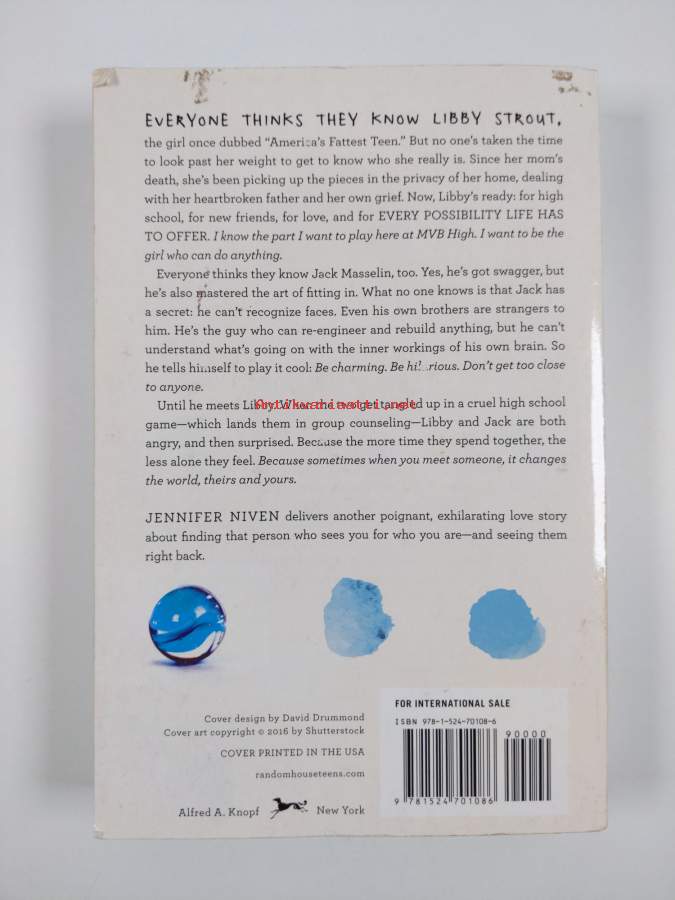 EVERYONE THINKS THEY KNOW LIBBY STROUT,
the girl once dubbed “America’s Fattest Teen.” But no one’s taken the time
to look past her weight to get to know who she really is. Since her mom’s
death, she’s been picking up the pieces in the privacy of her home, dealing
with her heartbroken father and her own grief. Now, Libby’s ready: for high
school, for new friends, for love, and for EVERY POSSIBILITY LIFE HAS
TO OFFER. I know the part I want to play here at MVB High. I want to be the
girl who can do anything.
Everyone thinks they know Jack Masselin, too. Yes, he’s got swagger, but
he’s also mastered the art of fitting in. What no one knows is that Jack has
a secret: he can’t recognize faces. Even his own brothers are strangers to
him. He’s the guy who can re-engineer and rebuild anything, but he can’t
understand what’s going on with the inner workings of his own brain. So
he tells himself to play it cool: Be charming. Be hilarious. Don’t get too close
to anyone.
Until he meets Libby. When the two get tangled up in a cruel high school
game—which lands them in group counseling—Libby and Jack are both
angry, and then surprised. Because the more time they spend together, the
less alone they feel. Because sometimes when you meet someone, it changes
the world, theirs and yours.
JENNIFER NIVEN delivers another poignant, exhilarating love story
about finding that person who sees you for who you are—and seeing them
right back.
Cover design by David Drummond
Cover art copyright © 2016 by Shutterstock
COVER PRINTED IN THE USA
randomhouseteens.com
Alfred A. Knopf New York
FOR INTERNATIONAL SALE
ISBN 978-1-524-70108-6
90000
9 781524 701086